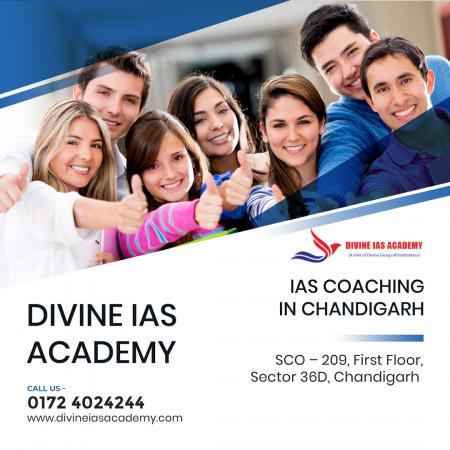 DIVINE IAS ACADEMY
(A Unit of Divine Group of Institutions)
IAS COACHING
IN CHANDIGARH
SCO – 209, First Floor,
Sector 36D, Chandigarh
DIVINE IAS
ACADEMY
CALL US -
0172 4024244
www.divineiasacademy.com